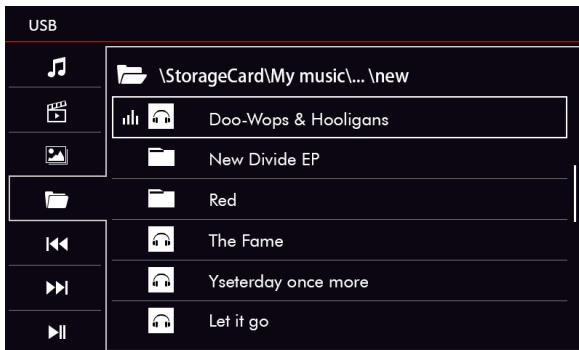 USB
\StorageCard\My music\... \new
Doo-Wops & Hooligans
New Divide EP
Red
The Fame
Yseterday once more
Let it go